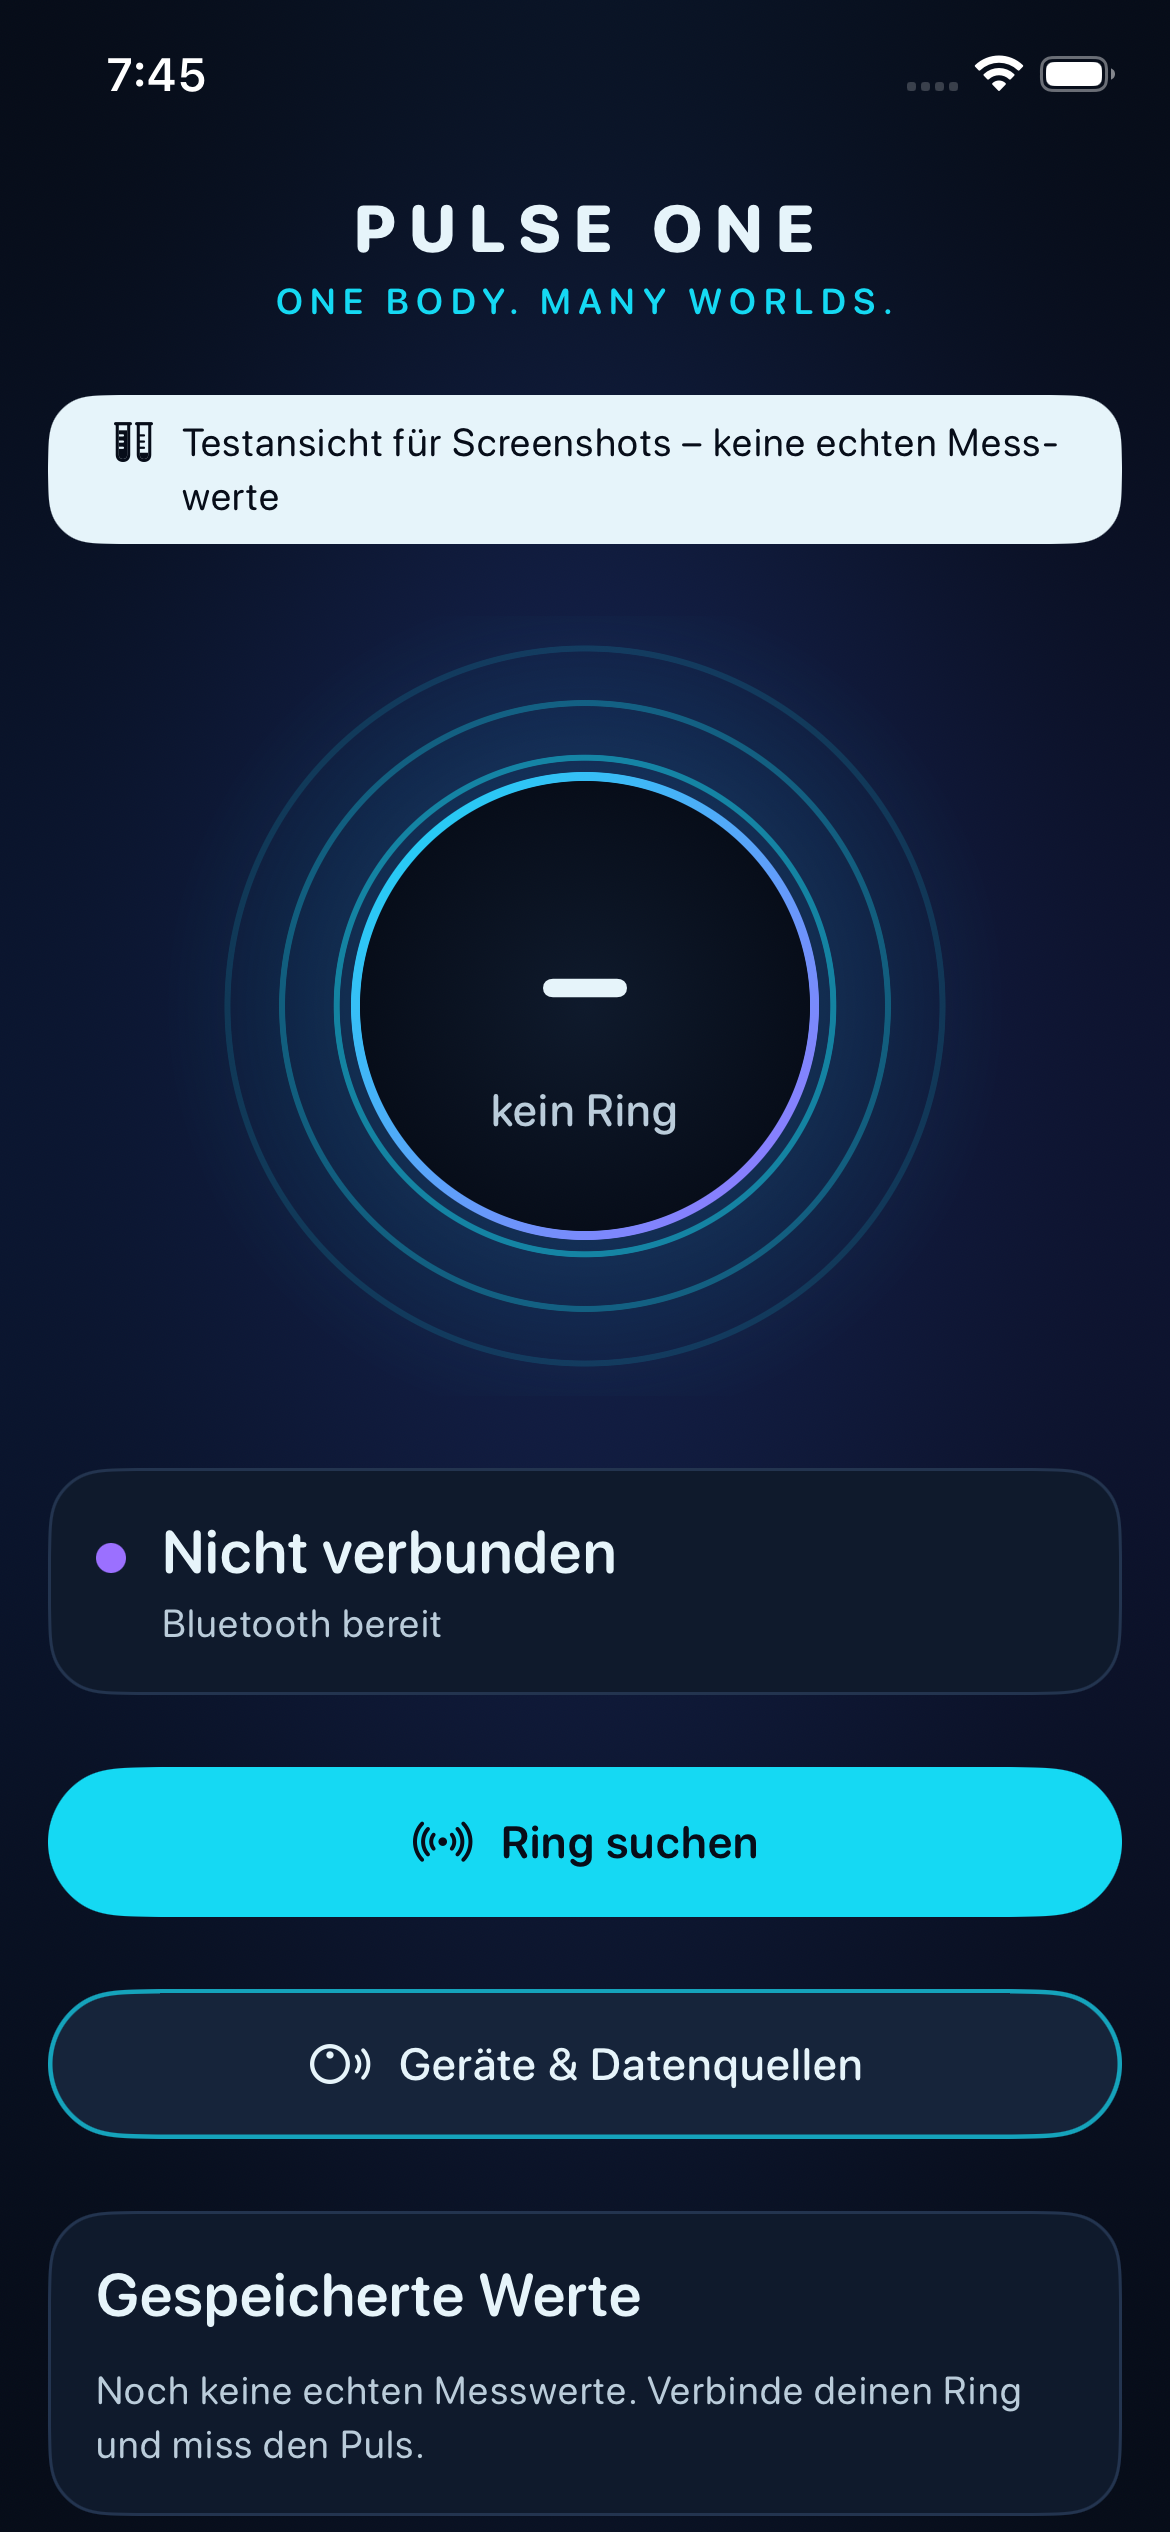 7:45
PULSE ONE
ONE BODY. MANY WORLDS.
Testansicht für Screenshots – keine echten Mess-
werte
kein Ring
Nicht verbunden
Bluetooth bereit
Ring suchen
Geräte & Datenquellen
Gespeicherte Werte
Noch keine echten Messwerte. Verbinde deinen Ring
und miss den Puls.